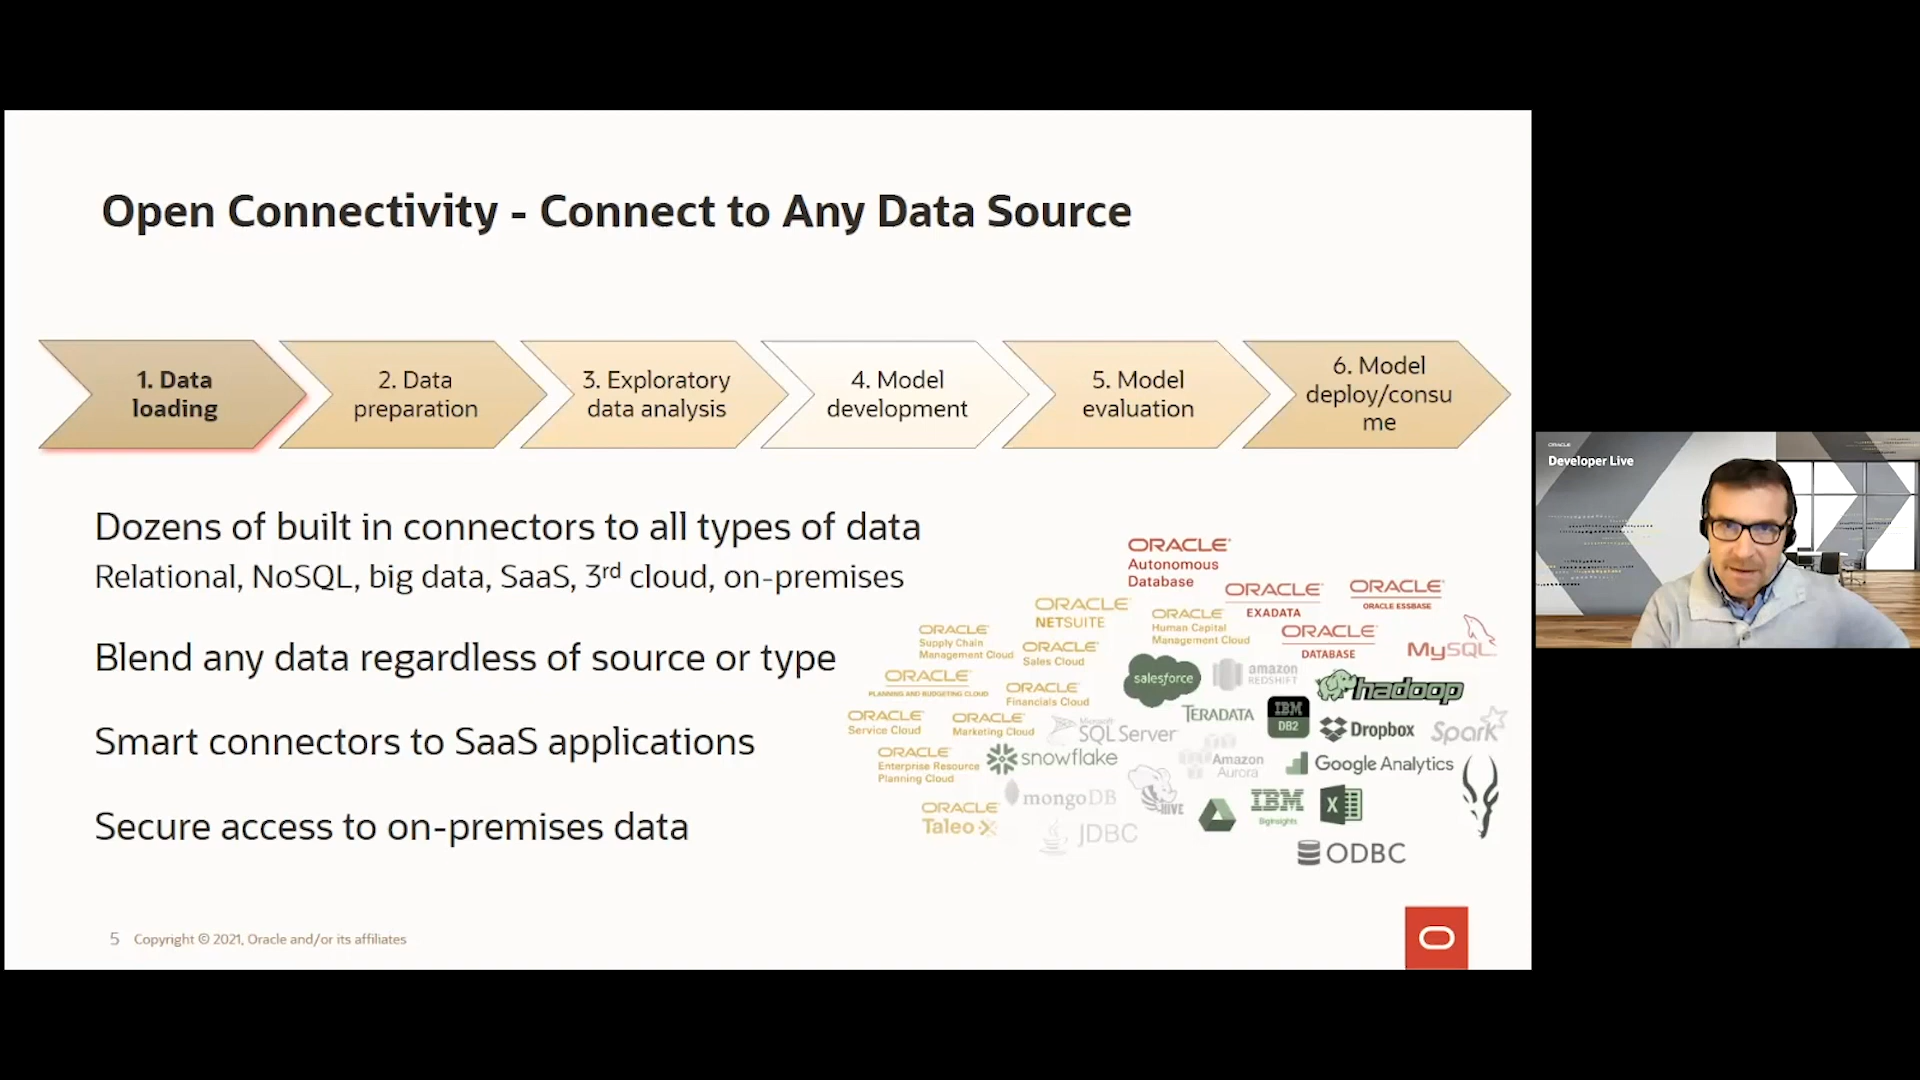 Open Connectivity - Connect to Any Data Source
1. Data
loading
2. Data
preparation
3. Exploratory
data analysis
4. Model
development
5. Model
evaluation
6. Model
deploy/consu
me
Dozens of built in connectors to all types of data
Relational, NoSQL, big data, SaaS, 3rd cloud, on-premises
Blend any data regardless of source or type
Smart connectors to SaaS applications
Secure access to on-premises data
ORACLE
Autonomous
Database
ORACLE
EXADATA
ORACLE
ORACLE ESSBASE
ORACLE
NETSUITE
ORACLE
Human Capital
Management Cloud
ORACLE
DATABASE
MySQL
ORACLE
Supply Chain
Management Cloud
ORACLE
Sales Cloud
ORACLE
PLANNING AND BUDGETING CLOUD
ORACLE
Financials Cloud
salesforce
amazon
REDSHIFT
hadoop
ORACLE
Service Cloud
ORACLE
Marketing Cloud
Microsoft
SQL Server
TERADATA
IBM
DB2
Dropbox
Spark
ORACLE
Enterprise Resource
Planning Cloud
snowflake
Amazon
Aurora
Google Analytics
mongoDB
HIVE
IBM
BigInsights
X
ORACLE
Taleo
JDBC
ODBC
5 Copyright © 2021, Oracle and/or its affiliates
ORACLE
Developer Live